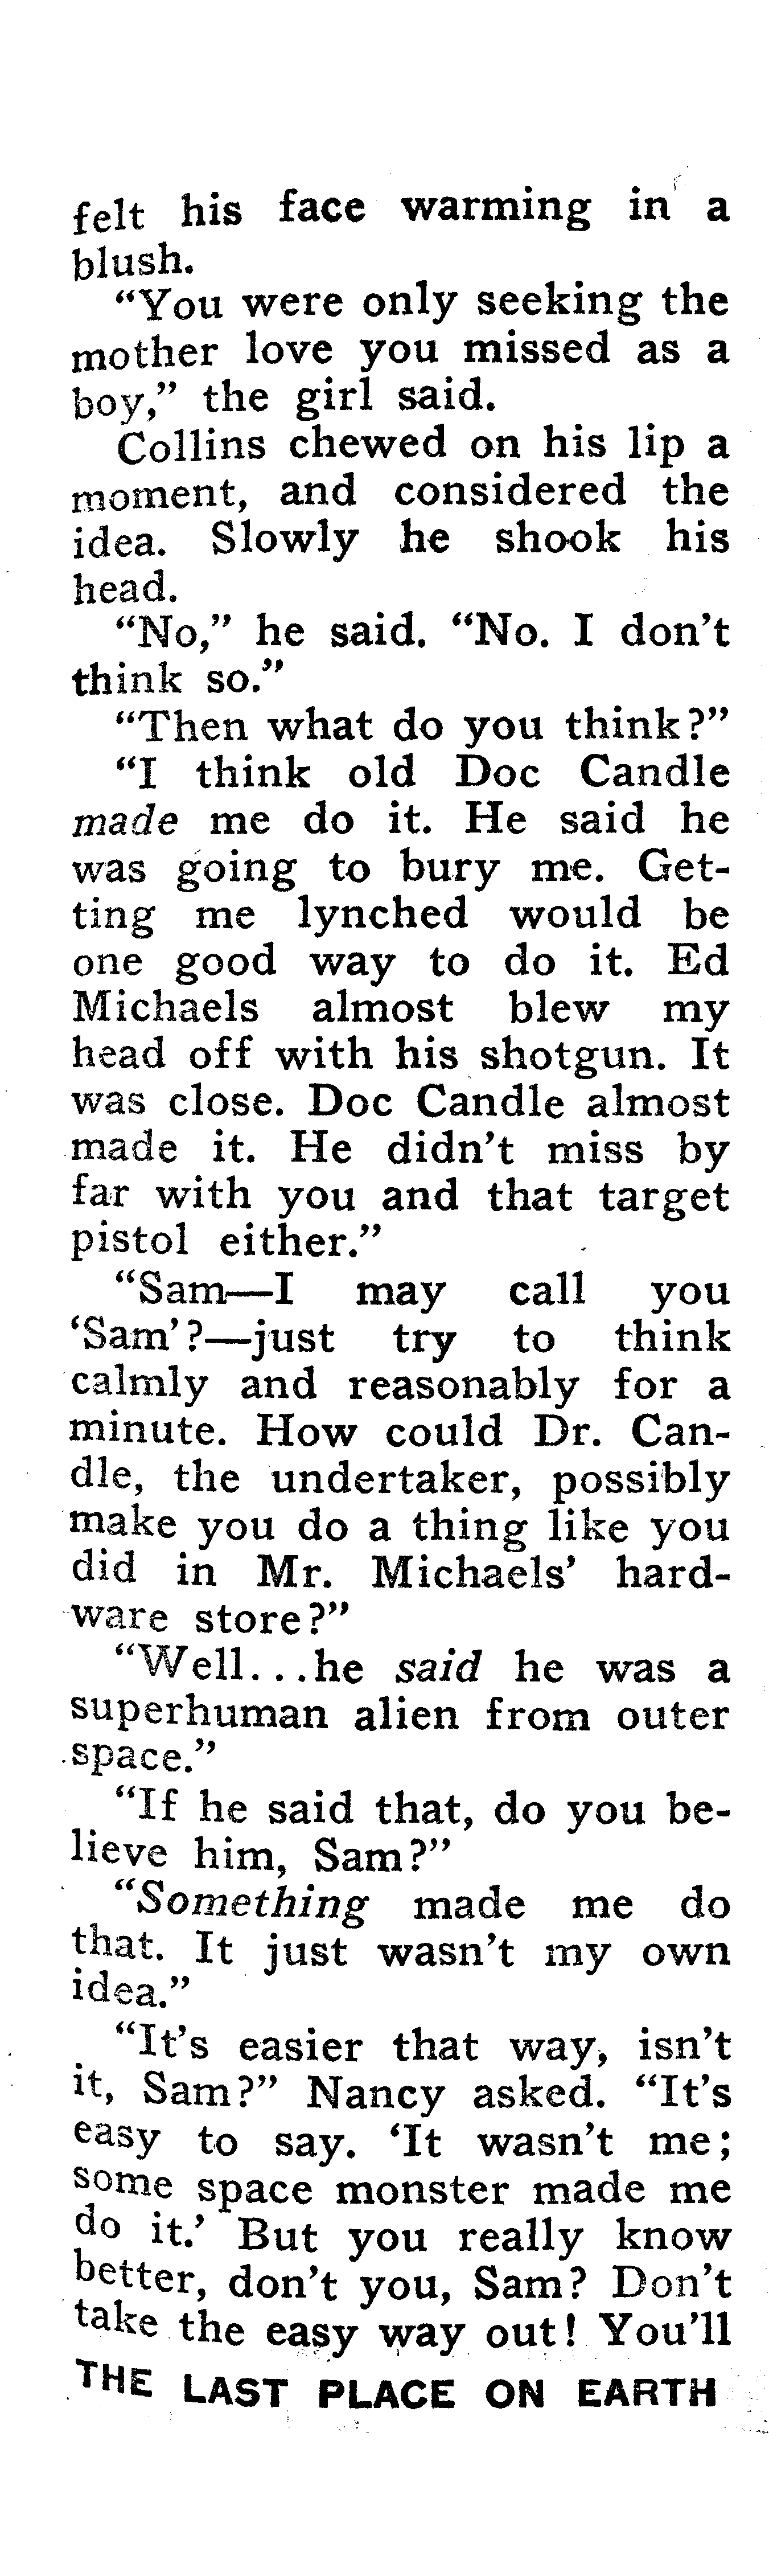 felt his face warming in a
blush.
“You were only seeking the
mother love you missed as a
boy,” the girl said.
Collins chewed on his lip a
moment, and considered the
idea. Slowly he shook his
head.
“No,” he said. “No. I don’t
think so.”
“Then what do you think?”
“I think old Doc Candle
made me do it. He said he
was going to bury me. Get-
ting me lynched would be
one good way to do it. Ed
Michaels almost blew my
head off with his shotgun. It
was close. Doc Candle almost
made it. He didn’t miss by
far with you and that target
pistol either.”
“Sam—I may call you
‘Sam’?—just try to think
calmly and reasonably for a
minute. How could Dr. Can-
dle, the undertaker, possibly
make you do a thing like you
did in Mr. Michaels’ hard-
ware store?”
“Well...he said he was a
superhuman alien from outer
space.”
“If he said that, do you be-
lieve him, Sam?”
“Something made me do
that. It just wasn’t my own
idea.”
“It’s easier that way, isn’t
it, Sam?” Nancy asked. “It’s
easy to say. ‘It wasn’t me;
some space monster made me
do it.’ But you really know
better, don’t you, Sam? Don’t
take the easy way out! You’ll
THE LAST PLACE ON EARTH